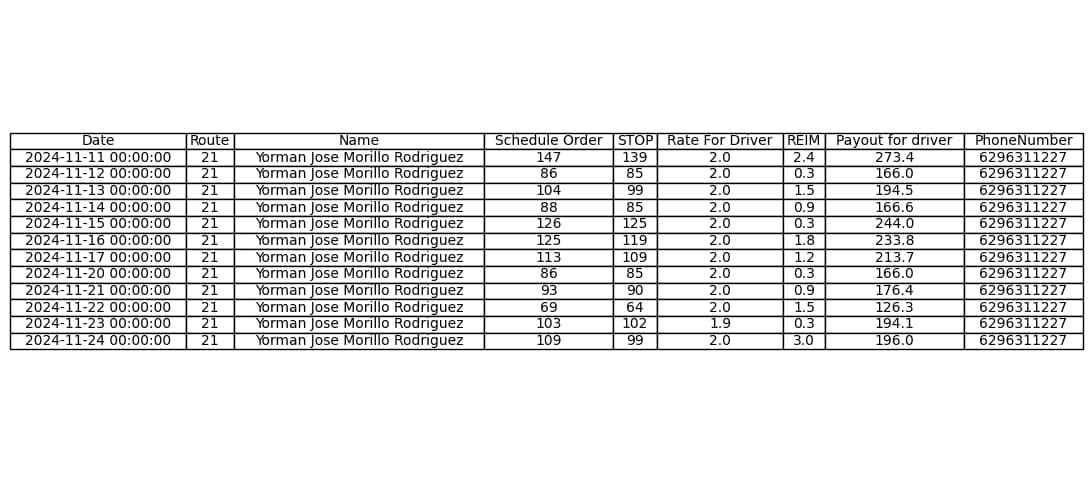 Date Route Name Schedule Order STOP Rate For Driver REIM Payout for driver PhoneNumber
2024-11-11 00:00:00 21 Yorman Jose Morillo Rodriguez 147 139 2.0 2.4 273.4 6296311227
2024-11-12 00:00:00 21 Yorman Jose Morillo Rodriguez 86 85 2.0 0.3 166.0 6296311227
2024-11-13 00:00:00 21 Yorman Jose Morillo Rodriguez 104 99 2.0 1.5 194.5 6296311227
2024-11-14 00:00:00 21 Yorman Jose Morillo Rodriguez 88 85 2.0 0.9 166.6 6296311227
2024-11-15 00:00:00 21 Yorman Jose Morillo Rodriguez 126 125 2.0 0.3 244.0 6296311227
2024-11-16 00:00:00 21 Yorman Jose Morillo Rodriguez 125 119 2.0 1.8 233.8 6296311227
2024-11-17 00:00:00 21 Yorman Jose Morillo Rodriguez 113 109 2.0 1.2 213.7 6296311227
2024-11-20 00:00:00 21 Yorman Jose Morillo Rodriguez 86 85 2.0 0.3 166.0 6296311227
2024-11-21 00:00:00 21 Yorman Jose Morillo Rodriguez 93 90 2.0 0.9 176.4 6296311227
2024-11-22 00:00:00 21 Yorman Jose Morillo Rodriguez 69 64 2.0 1.5 126.3 6296311227
2024-11-23 00:00:00 21 Yorman Jose Morillo Rodriguez 103 102 1.9 0.3 194.1 6296311227
2024-11-24 00:00:00 21 Yorman Jose Morillo Rodriguez 109 99 2.0 3.0 196.0 6296311227